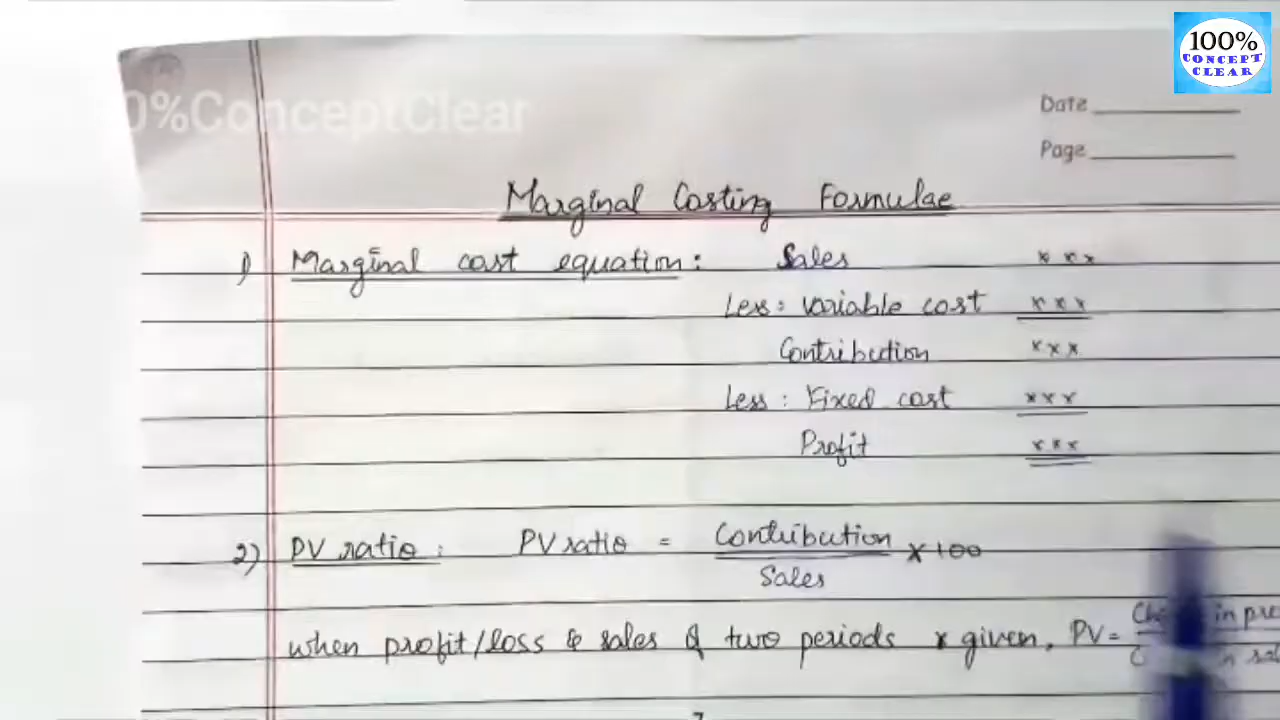 100%
CONCEPT
CLEAR
0%ConceptClear
Date
Page
Marginal Costing Formulae
1) Marginal cost equation: Sales xxx
Less: Variable cost xxx
Contribution xxx
Less: Fixed cost xxx
Profit xxx
2) PV ratio: PV ratio = Contribution × 100
Sales
when profit/loss & sales of two periods r given, PV= in
in